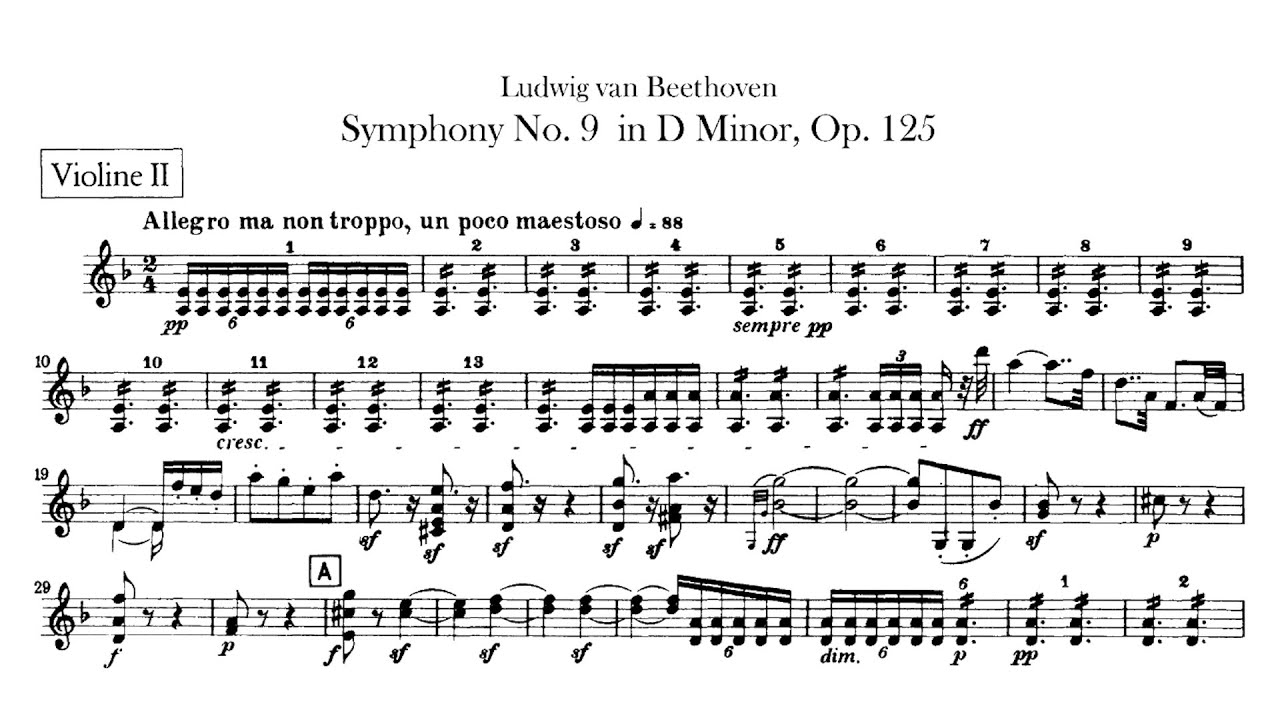 Ludwig van Beethoven
Symphony No. 9 in D Minor, Op. 125
Violine II
Allegro ma non troppo, un poco maestoso ♩ = 88
1 2 3 4 5 6 7 8 9
2
4
pp 6 6 sempre pp
10 10 11 12 13 3
cresc. - - - - - - - - - - ff
19
sf sf sf sf sf ff sf p
A
29 6 1 2
f p f sf sf sf 6 dim. 6 p pp